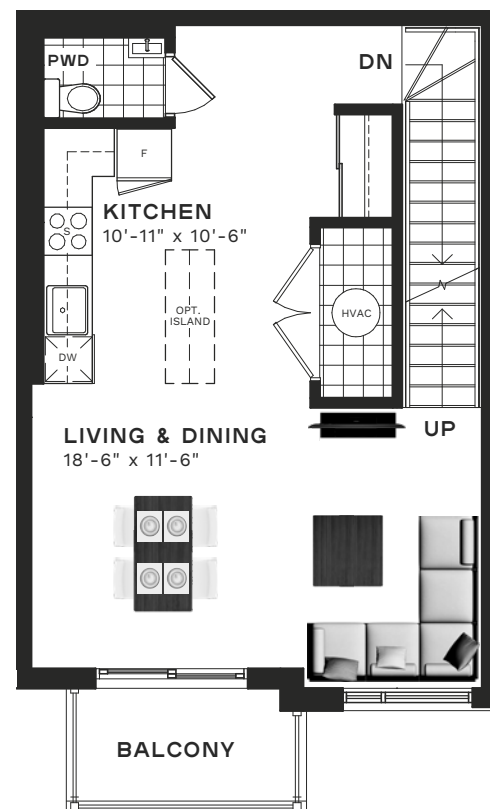 PWD
DN
F
KITCHEN
10'-11" x 10'-6"
S
OPT.
ISLAND
HVAC
DW
LIVING & DINING
18'-6" x 11'-6"
UP
BALCONY